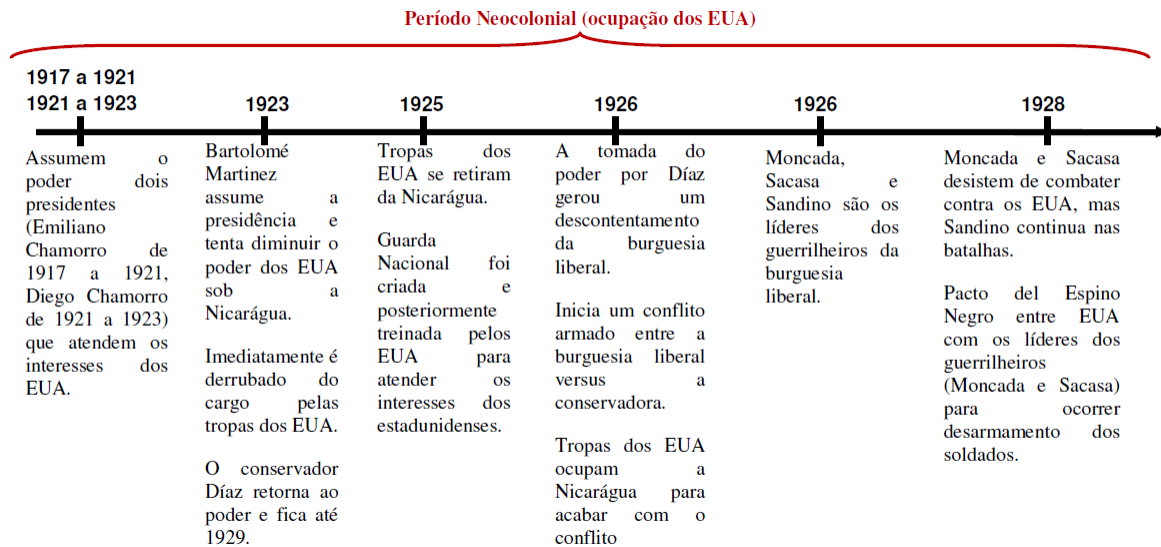 Período Neocolonial (ocupação dos EUA)
1917 a 1921
1921 a 1923
Assumem o
poder dois
presidentes
(Emiliano
Chamorro de
1917 a 1921,
Diego Chamorro
de 1921 a 1923)
que atendem os
interesses dos
EUA.
1923
Bartolomé
Martinez
assume a
presidência e
tenta diminuir o
poder dos EUA
sob a
Nicarágua.
Imediatamente é
derrubado do
cargo pelas
tropas dos EUA.
O conservador
Díaz retorna ao
poder e fica até
1929.
1925
Tropas dos
EUA se retiram
da Nicarágua.
Guarda
Nacional foi
criada e
posteriormente
treinada pelos
EUA para
atender os
interesses dos
estadunidenses.
1926
A tomada do
poder por Díaz
gerou um
descontentamento
da burguesia
liberal.
Inicia um conflito
armado entre a
burguesia liberal
versus a
conservadora.
Tropas dos EUA
ocupam a
Nicarágua para
acabar com o
conflito
1926
Moncada,
Sacasa e
Sandino são os
líderes dos
guerrilheiros da
burguesia
liberal.
1928
Moncada e Sacasa
desistem de combater
contra os EUA, mas
Sandino continua nas
batalhas.
Pacto del Espino
Negro entre EUA
com os líderes dos
guerrilheiros
(Moncada e Sacasa)
para ocorrer
desarmamento dos
soldados.